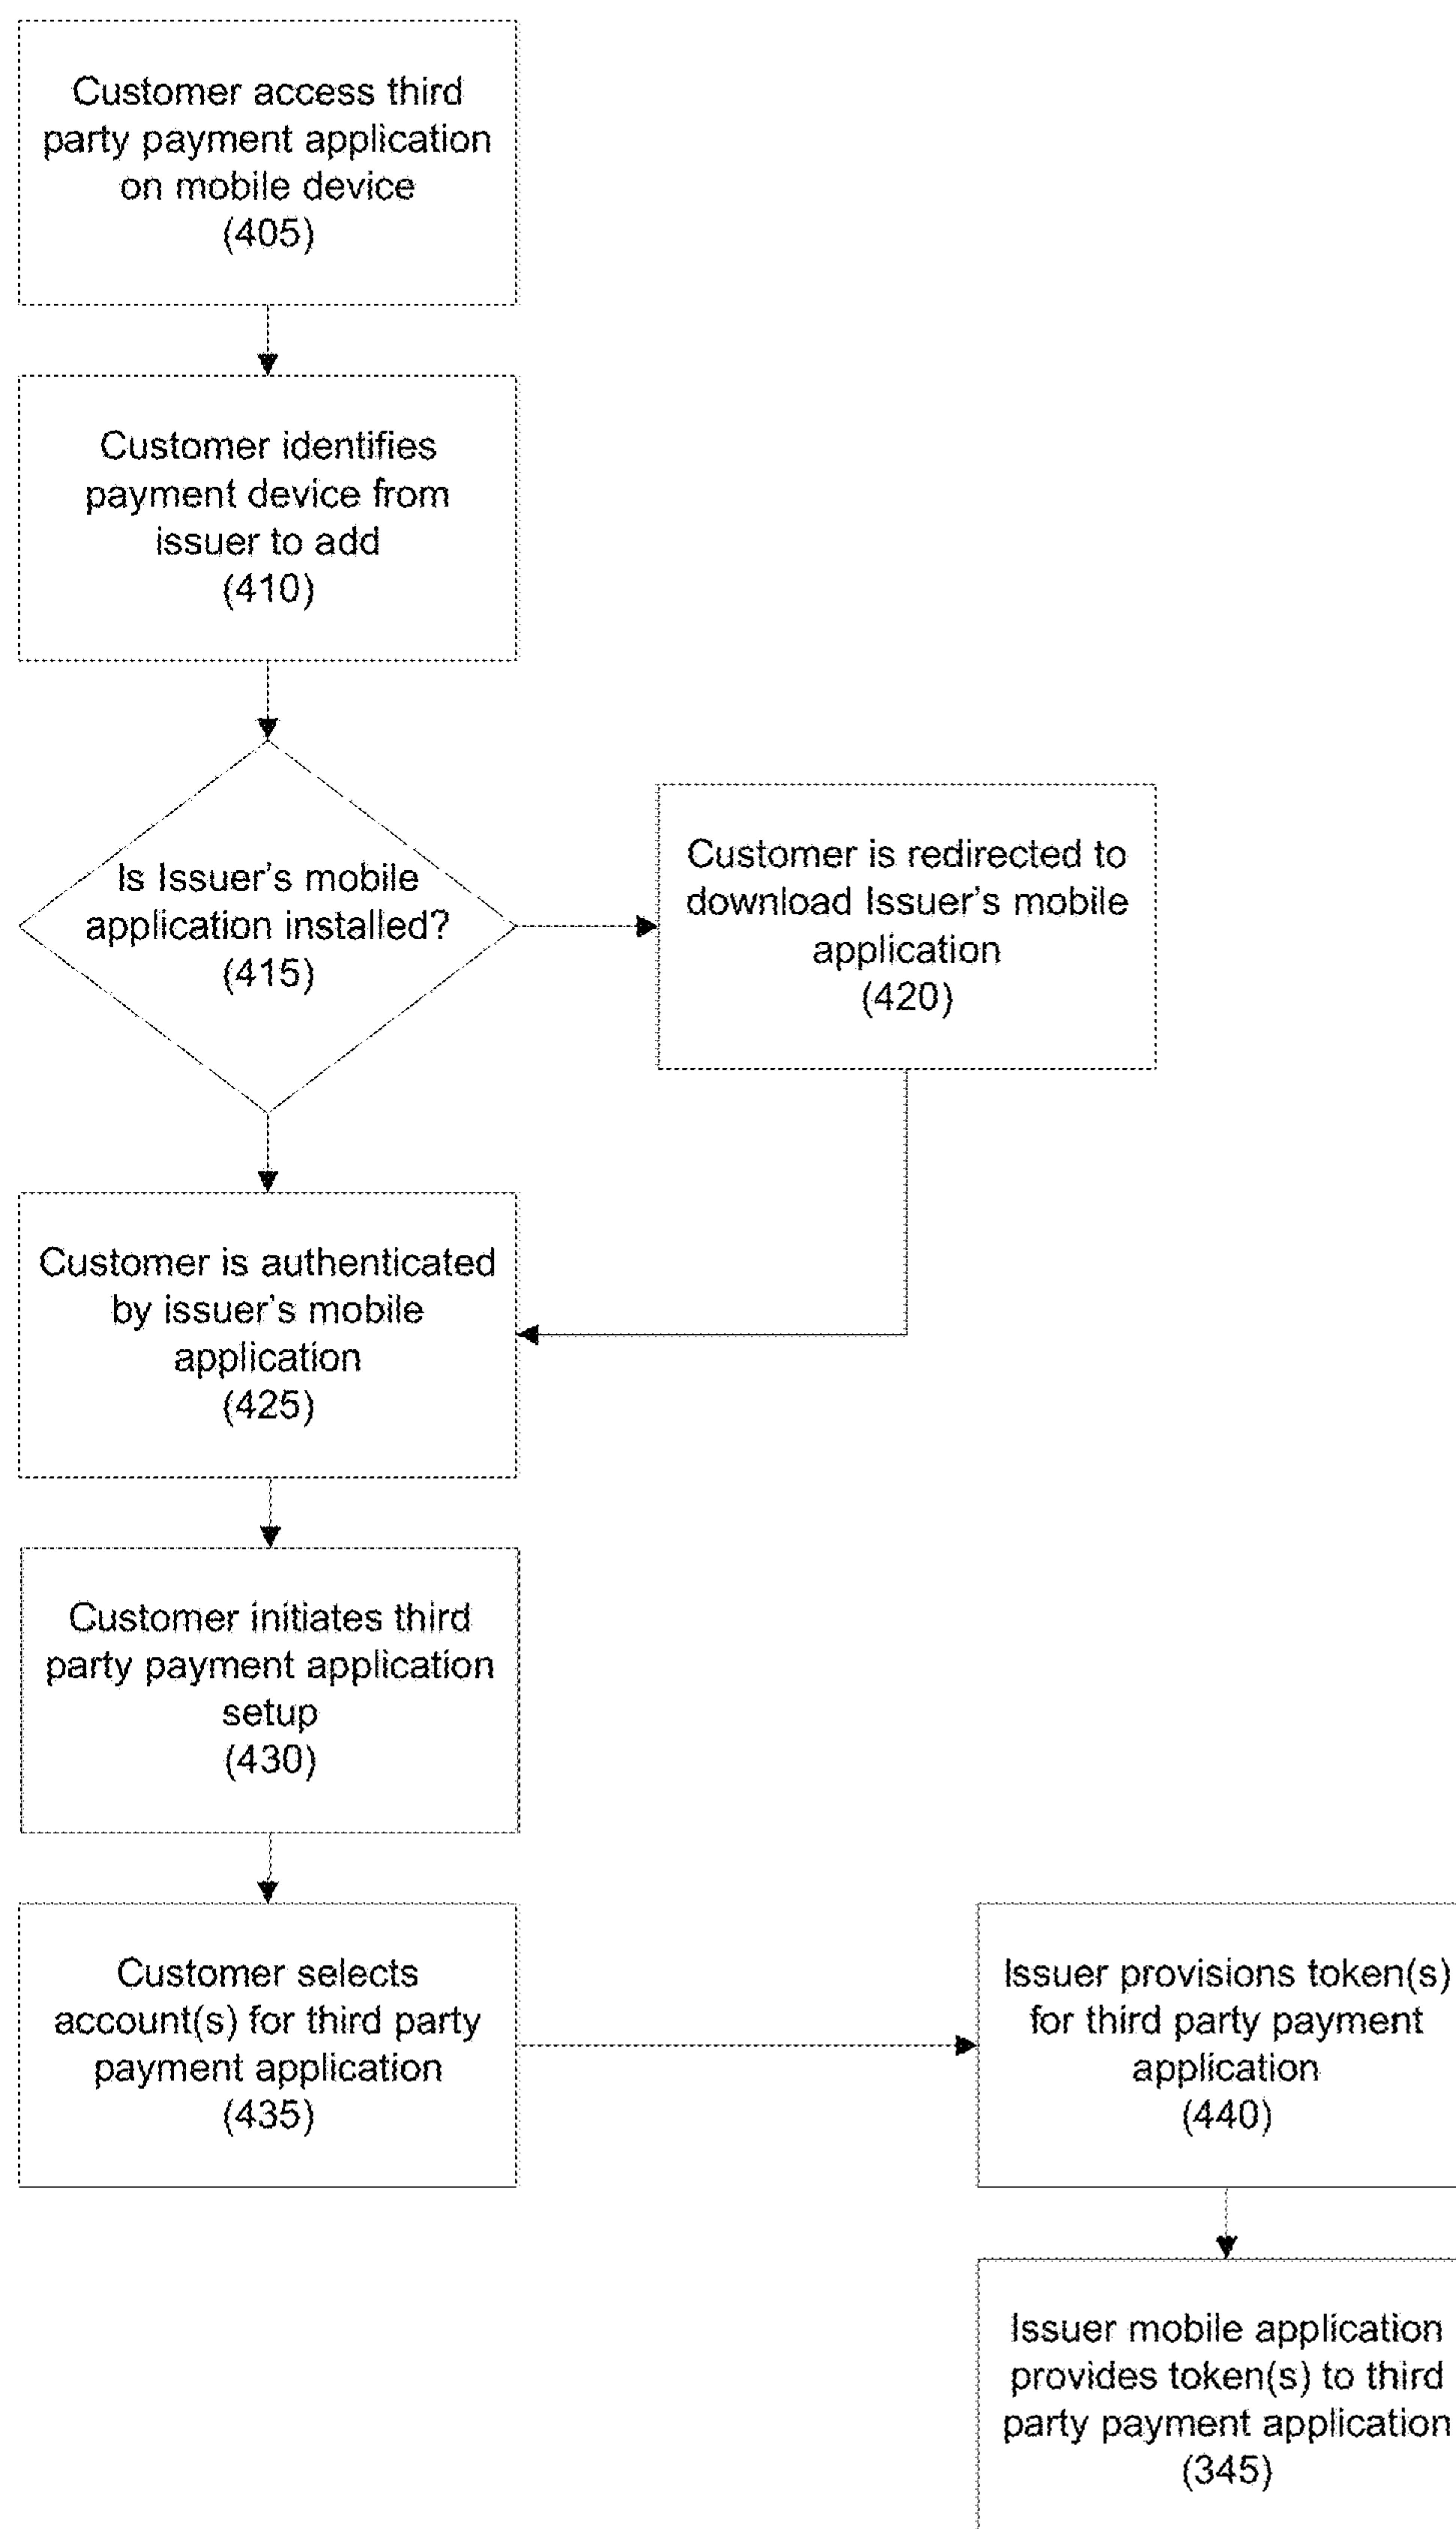 Customer access third
party payment application
on mobile device
(405)
Customer identifies
payment device from
issuer to add
(410)
Is Issuer's mobile
application installed?
(415)
Customer is redirected to
download Issuer's mobile
application
(420)
Customer is authenticated
by issuer's mobile
application
(425)
Customer initiates third
party payment application
setup
(430)
Customer selects
account(s) for third party
payment application
(435)
Issuer provisions token(s)
for third party payment
application
(440)
Issuer mobile application
provides token(s) to third
party payment application
(345)